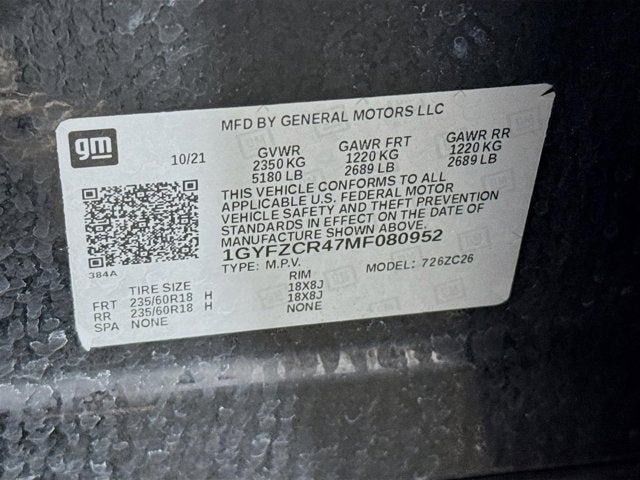 MFD BY GENERAL MOTORS LLC
gm
10/21 GVWR GAWR FRT GAWR RR
2350 KG 1220 KG 1220 KG
5180 LB 2689 LB 2689 LB
THIS VEHICLE CONFORMS TO ALL
APPLICABLE U.S. FEDERAL MOTOR
VEHICLE SAFETY AND THEFT PREVENTION
STANDARDS IN EFFECT ON THE DATE OF
MANUFACTURE SHOWN ABOVE.
1GYFZCR47MF080952
384A
TYPE: M.P.V. MODEL: 726ZC26
TIRE SIZE RIM
FRT 235/60R18 H 18X8J
RR 235/60R18 H 18X8J
SPA NONE NONE